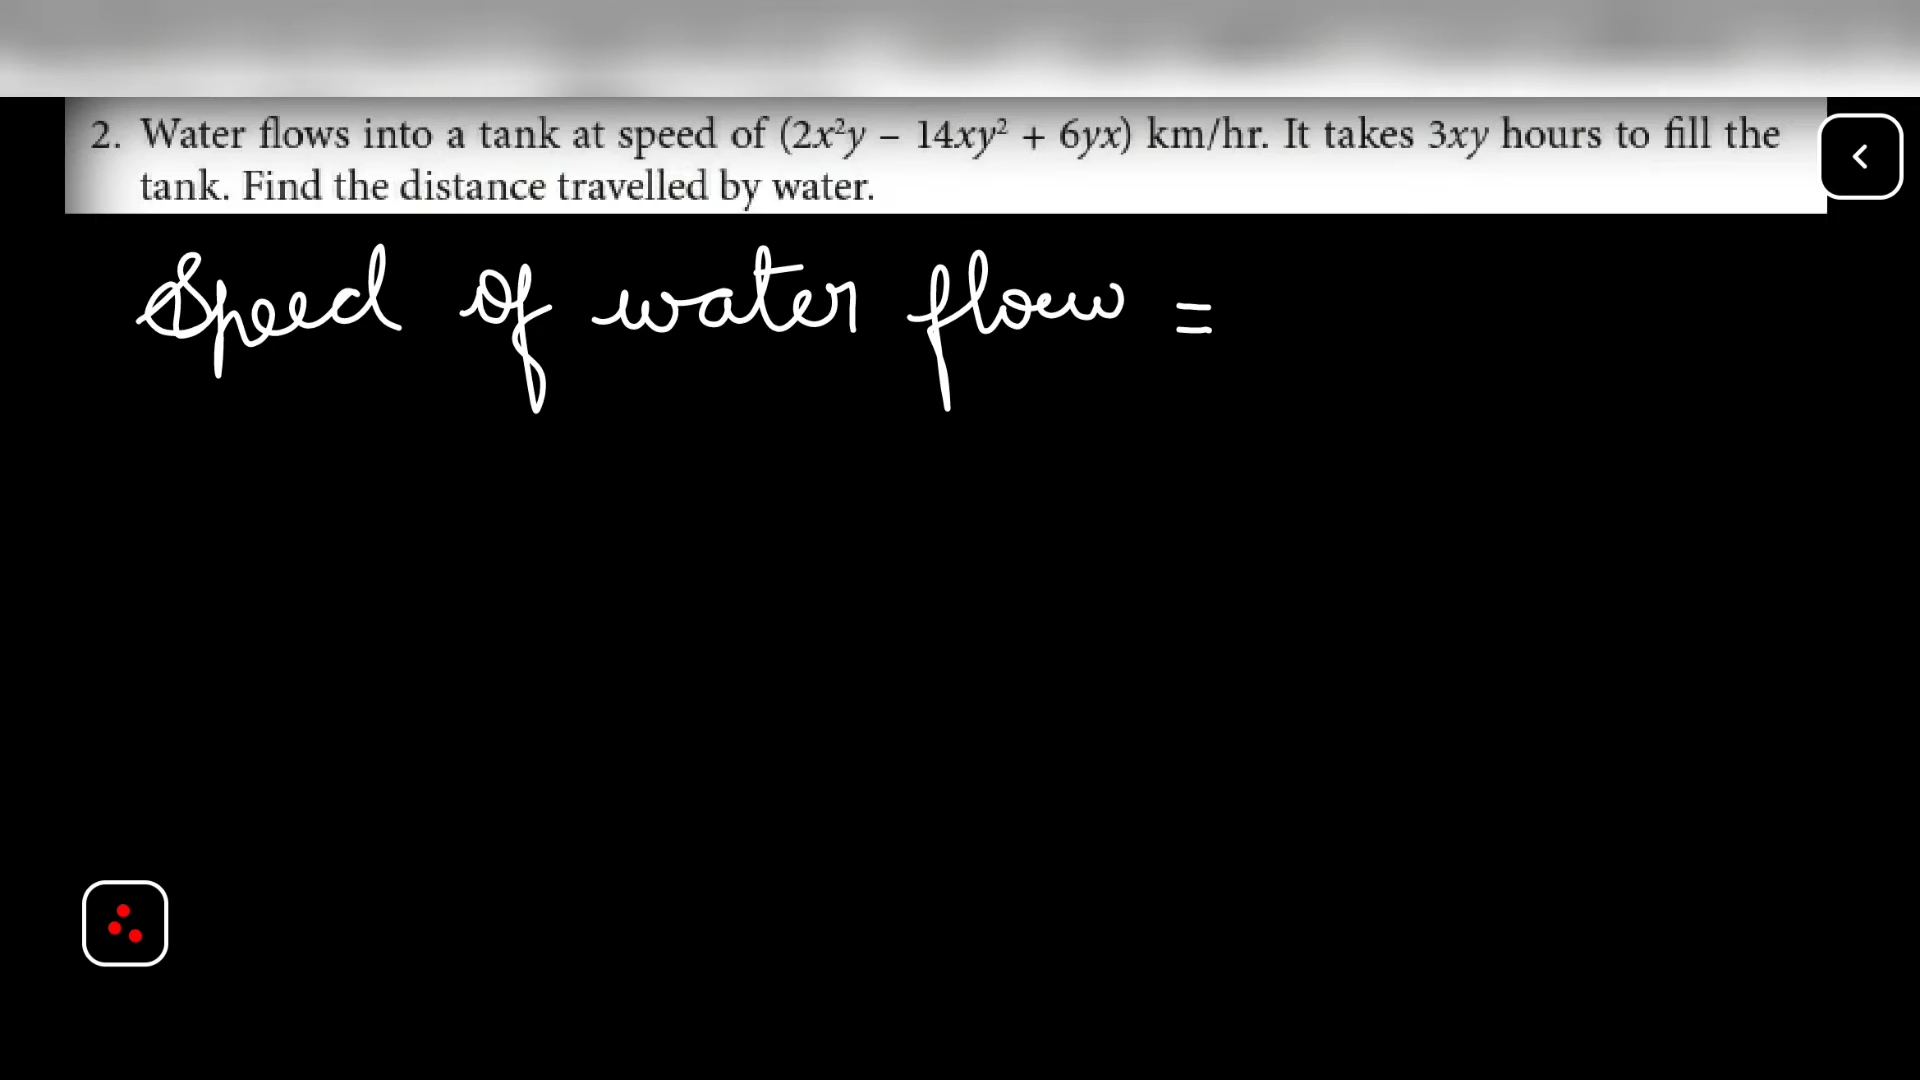 2. Water flows into a tank at speed of (2x²y – 14xy² + 6yx) km/hr. It takes 3xy hours to fill the
tank. Find the distance travelled by water.
Speed of water flow =